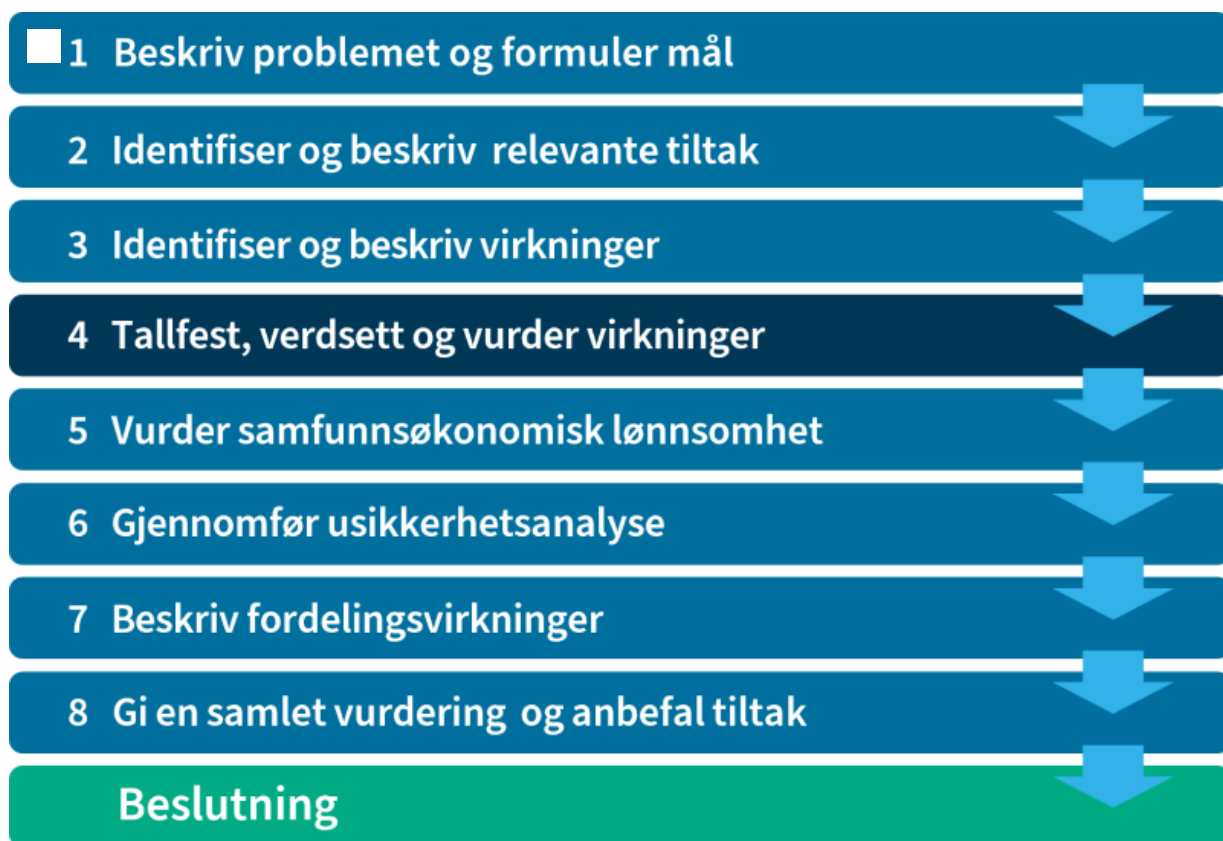 1 Beskriv problemet og formuler mål
2 Identifiser og beskriv relevante tiltak
3 Identifiser og beskriv virkninger
4 Tallfest, verdsett og vurder virkninger
5 Vurder samfunnsøkonomisk lønnsomhet
6 Gjennomfør usikkerhetsanalyse
7 Beskriv fordelingsvirkninger
8 Gi en samlet vurdering og anbefal tiltak
Beslutning